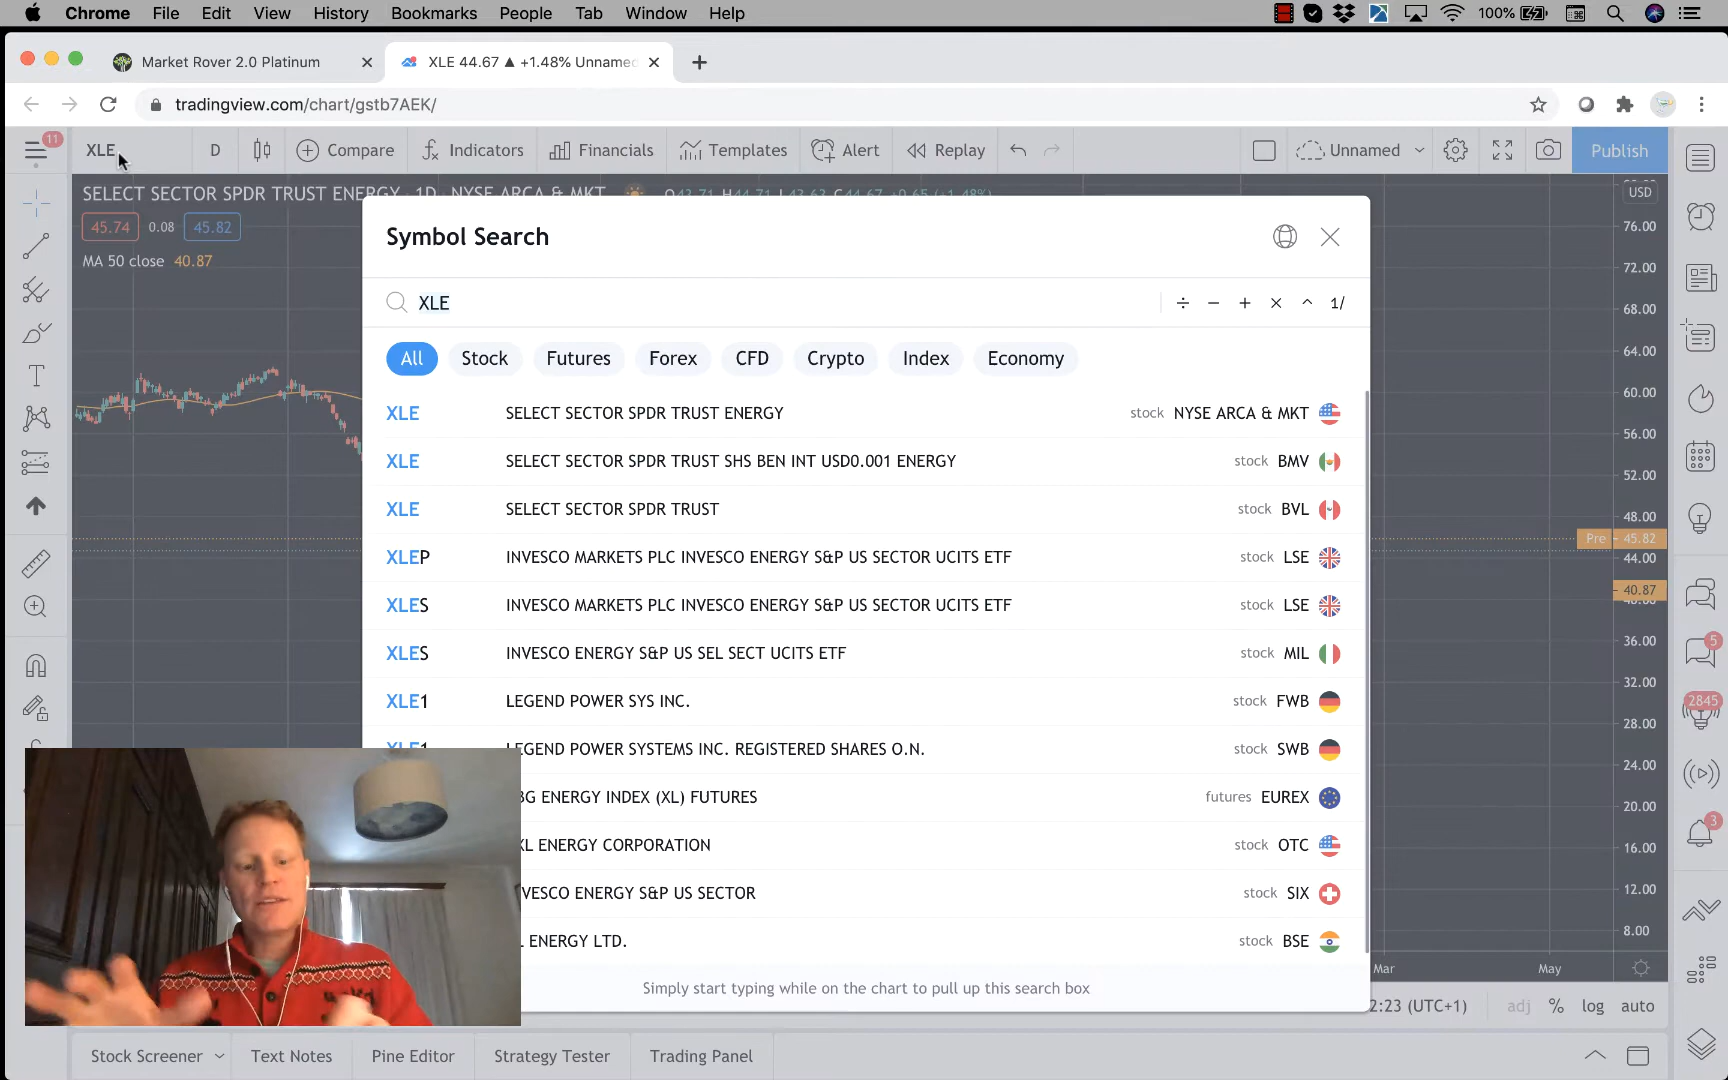 Chrome File Edit View History Bookmarks People Tab Window Help 100%
Market Rover 2.0 Platinum XLE 44.67 ▲ +1.48% Unname
tradingview.com/chart/gstb7AEK/
11 XLE D Compare Indicators Financials Templates Alert Replay Unnamed Publish
SELECT SECTOR SPDR TRUST ENERGY · 1D · NYSE ARCA & MKT
45.74 0.08 45.82
MA 50 close 40.87
Symbol Search
XLE ÷ − + × ^ 1/
All Stock Futures Forex CFD Crypto Index Economy
XLE SELECT SECTOR SPDR TRUST ENERGY stock NYSE ARCA & MKT
XLE SELECT SECTOR SPDR TRUST SHS BEN INT USD0.001 ENERGY stock BMV
XLE SELECT SECTOR SPDR TRUST stock BVL
XLEP INVESCO MARKETS PLC INVESCO ENERGY S&P US SECTOR UCITS ETF stock LSE
XLES INVESCO MARKETS PLC INVESCO ENERGY S&P US SECTOR UCITS ETF stock LSE
XLES INVESCO ENERGY S&P US SEL SECT UCITS ETF stock MIL
XLE1 LEGEND POWER SYS INC. stock FWB
XLE1 LEGEND POWER SYSTEMS INC. REGISTERED SHARES O.N. stock SWB
BG ENERGY INDEX (XL) FUTURES futures EUREX
XL ENERGY CORPORATION stock OTC
VESCO ENERGY S&P US SECTOR stock SIX
ENERGY LTD. stock BSE
Simply start typing while on the chart to pull up this search box
USD
76.00
72.00
68.00
64.00
60.00
56.00
52.00
48.00
Pre 45.82
44.00
40.87
36.00
32.00
28.00
24.00
20.00
16.00
12.00
8.00
Mar May
5
2845
3
2:23 (UTC+1) adj % log auto
Stock Screener Text Notes Pine Editor Strategy Tester Trading Panel